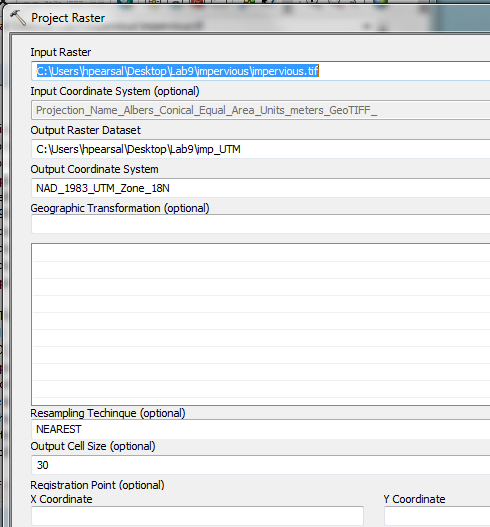 Project Raster
Input Raster
C:\Users\hpearsal\Desktop\Lab9\impervious\impervious.tif
Input Coordinate System (optional)
Projection_Name_Albers_Conical_Equal_Area_Units_meters_GeoTIFF_
Output Raster Dataset
C:\Users\hpearsal\Desktop\Lab9\imp_UTM
Output Coordinate System
NAD_1983_UTM_Zone_18N
Geographic Transformation (optional)
Resampling Techinque (optional)
NEAREST
Output Cell Size (optional)
30
Registration Point (optional)
X Coordinate Y Coordinate